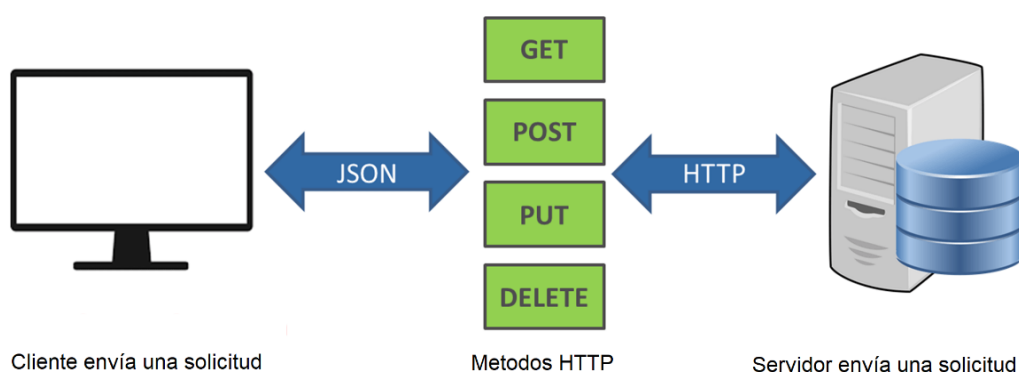 GET
POST
JSON
HTTP
PUT
DELETE
Cliente envía una solicitud
Metodos HTTP
Servidor envía una solicitud